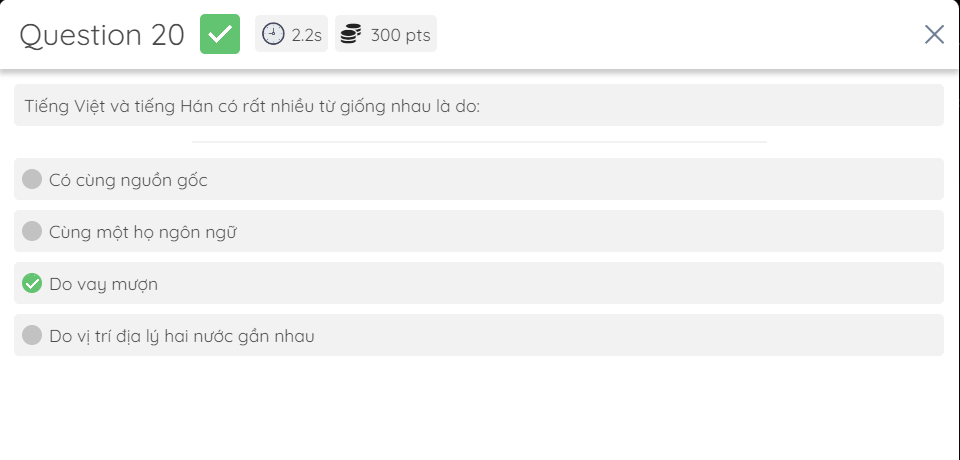 Question 20 2.2s 300 pts
Tiếng Việt và tiếng Hán có rất nhiều từ giống nhau là do:
Có cùng nguồn gốc
Cùng một họ ngôn ngữ
Do vay mượn
Do vị trí địa lý hai nước gần nhau